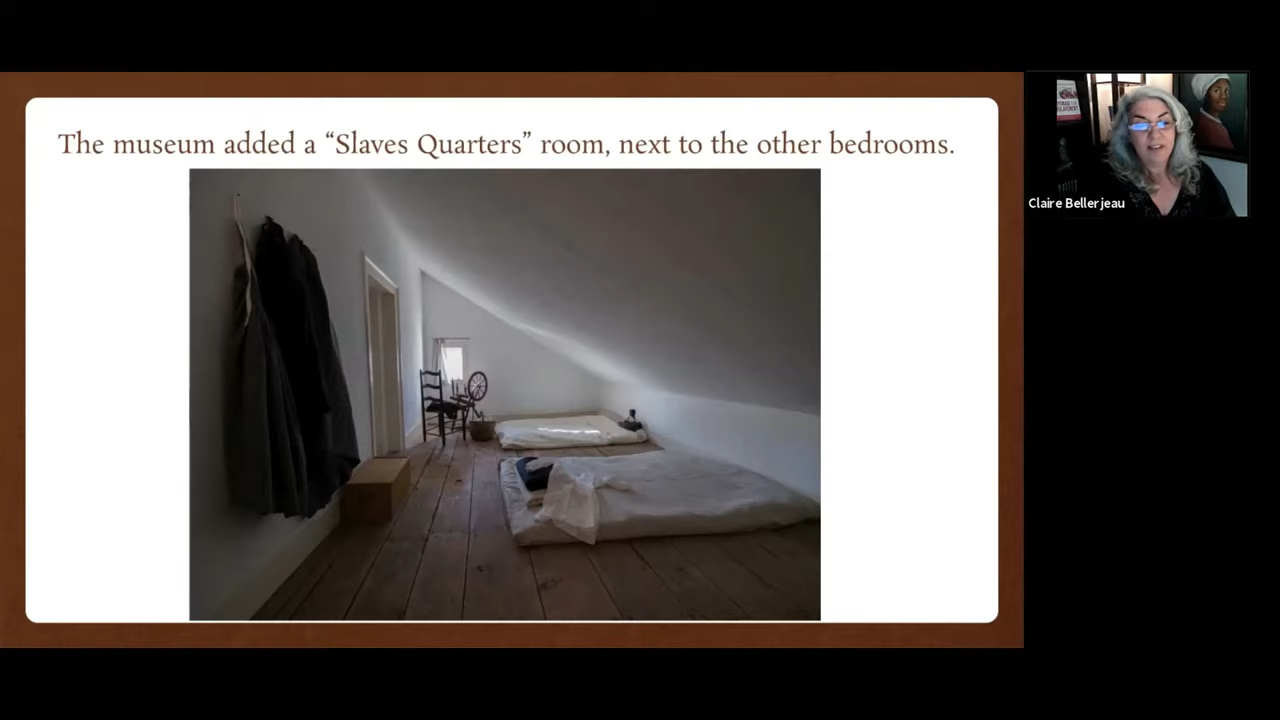 The museum added a “Slaves Quarters” room, next to the other bedrooms.
Claire Bellerjeau